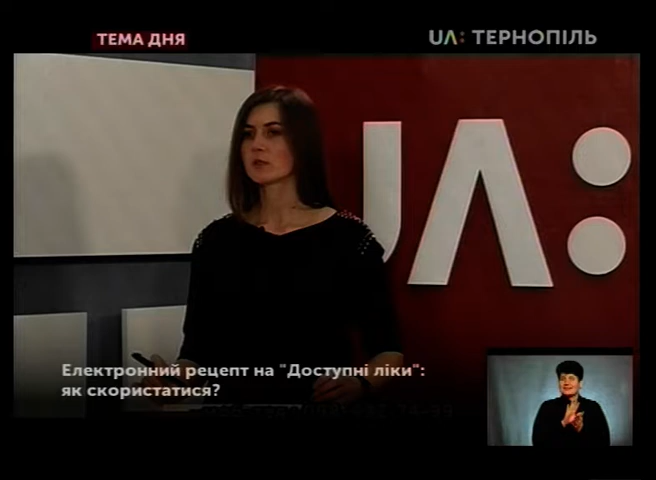 ТЕМА ДНЯ
UA: ТЕРНОПІЛЬ
UA:
Електронний рецепт на "Доступні ліки":
як скористатися?